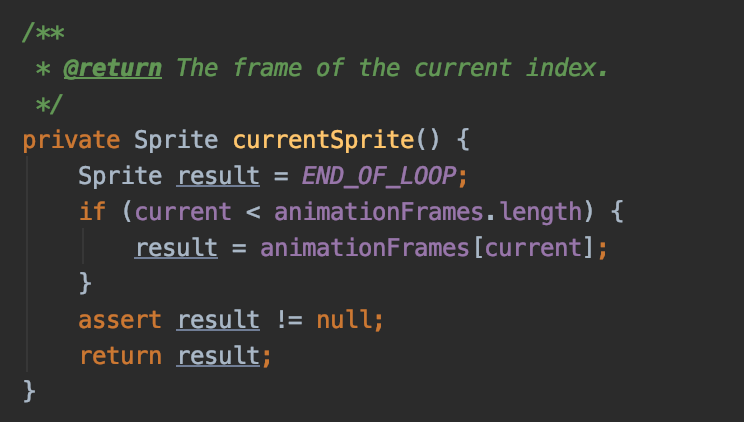 /**
 * @return The frame of the current index.
 */
private Sprite currentSprite() {
    Sprite result = END_OF_LOOP;
    if (current < animationFrames.length) {
        result = animationFrames[current];
    }
    assert result != null;
    return result;
}